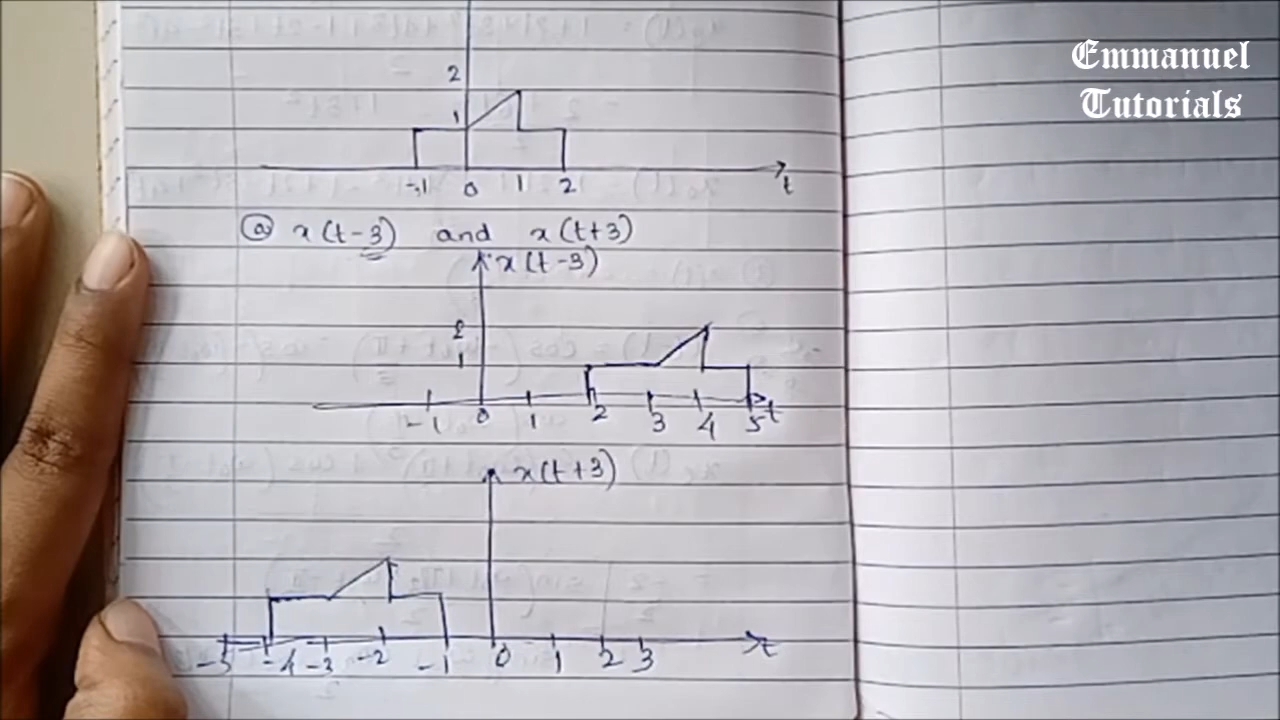 Emmanuel
Tutorials
2
1
-1 0 1 2 t
ⓐ x(t-3) and x(t+3)
x(t-3)
2
1
-1 0 1 2 3 4 5 t
x(t+3)
-5 -4 -3 -2 -1 0 1 2 3 t